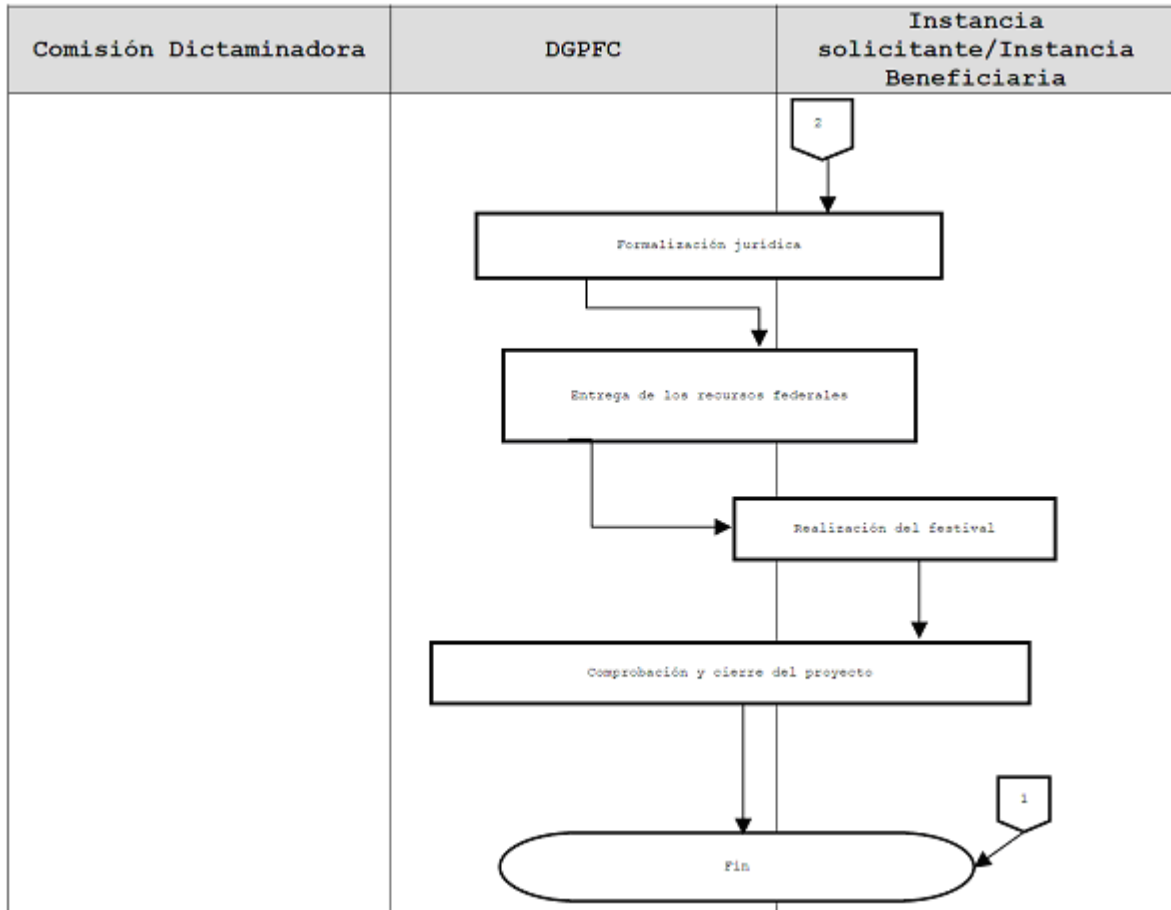 Comisión Dictaminadora
DGPFC
Instancia
solicitante/Instancia
Beneficiaria
2
Formalización jurídica
Entrega de los recursos federales
Realización del festival
Comprobación y cierre del proyecto
1
Fin